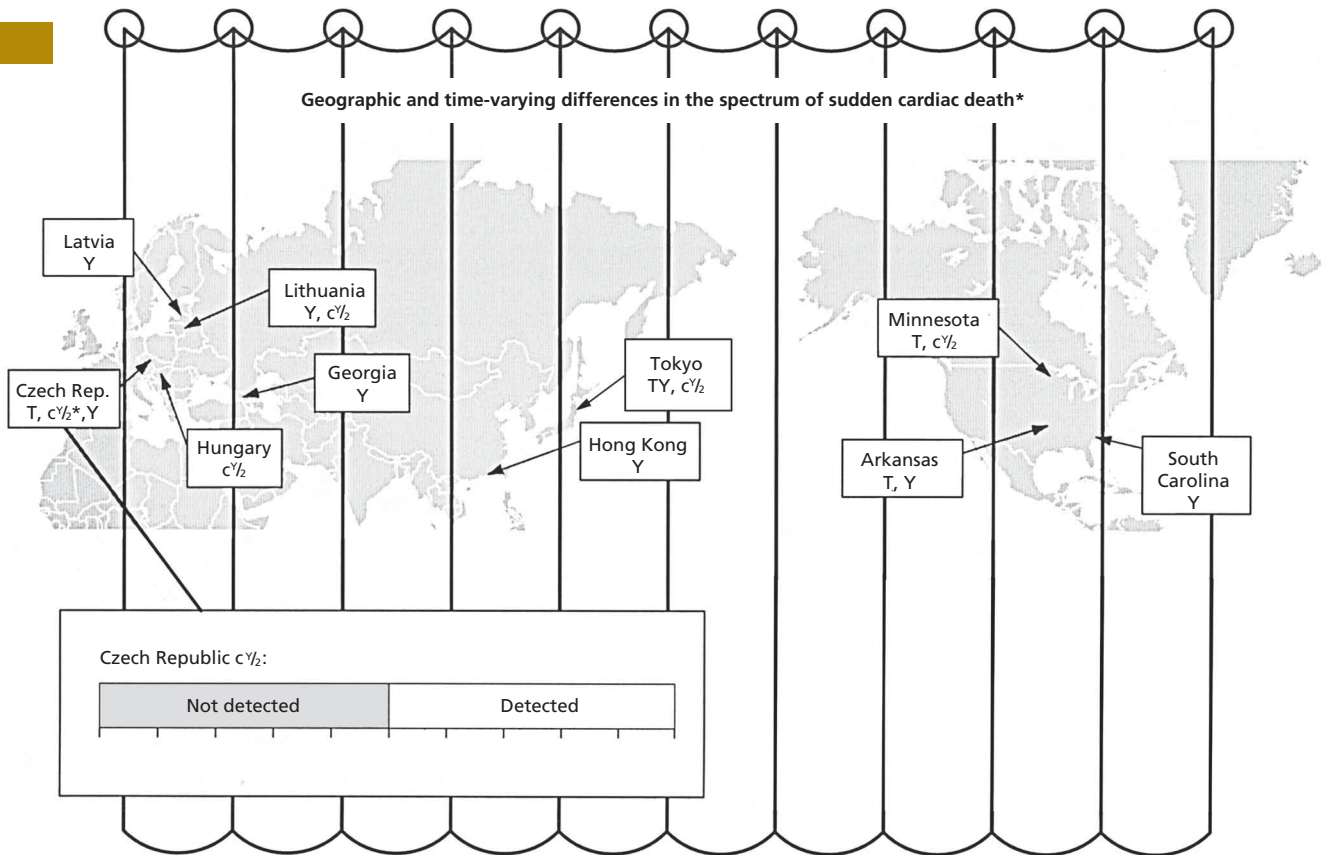 Geographic and time-varying differences in the spectrum of sudden cardiac death*
Latvia
Y
Lithuania
Y, cʸ/₂
Georgia
Y
Czech Rep.
T, cʸ/₂*,Y
Hungary
cʸ/₂
Tokyo
TY, cʸ/₂
Hong Kong
Y
Minnesota
T, cʸ/₂
Arkansas
T, Y
South
Carolina
Y
Czech Republic cʸ/₂:
Not detected
Detected